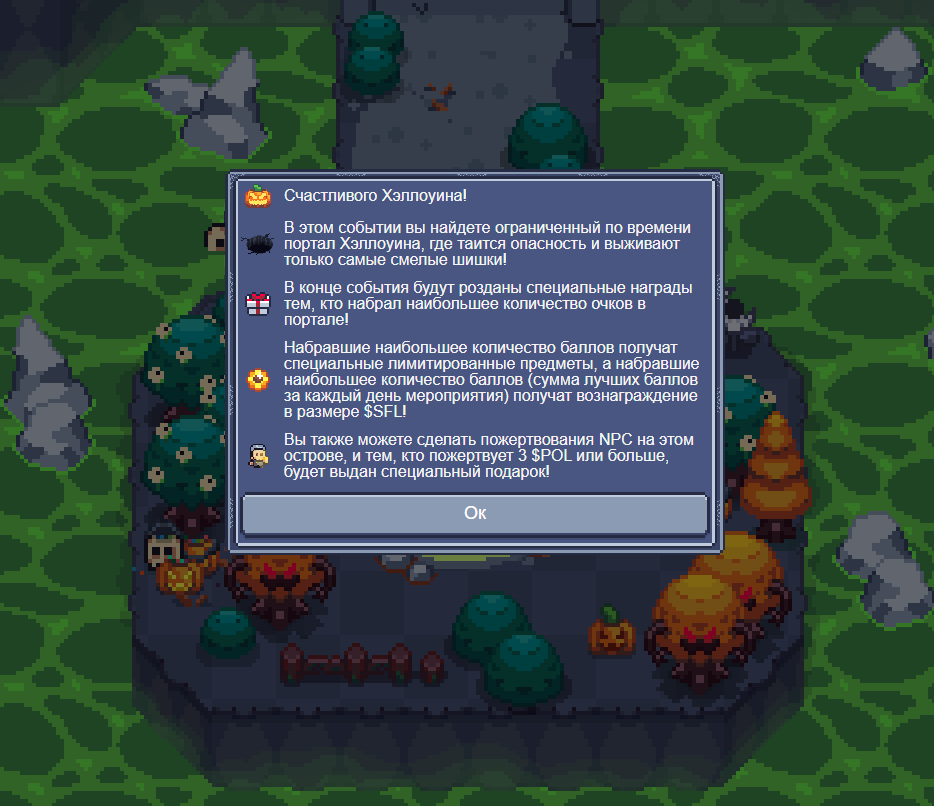 Счастливого Хэллоуина!
В этом событии вы найдете ограниченный по времени
портал Хэллоуина, где таится опасность и выживают
только самые смелые шишки!
В конце события будут розданы специальные награды
тем, кто набрал наибольшее количество очков в
портале!
Набравшие наибольшее количество баллов получат
специальные лимитированные предметы, а набравшие
наибольшее количество баллов (сумма лучших баллов
за каждый день мероприятия) получат вознаграждение
в размере $SFL!
Вы также можете сделать пожертвования NPC на этом
острове, и тем, кто пожертвует 3 $POL или больше,
будет выдан специальный подарок!
Ок